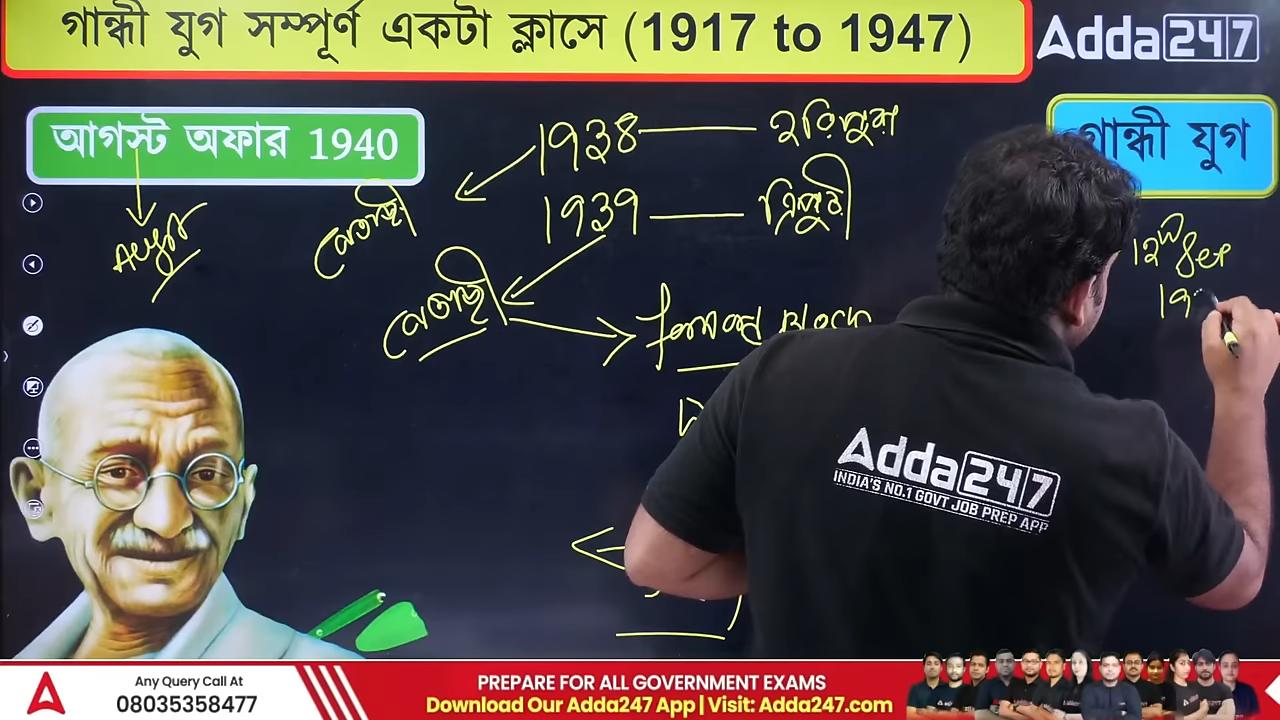 গান্ধী যুগ সম্পূর্ণ একটা ক্লাসে (1917 to 1947)
Adda247
আগস্ট অফার 1940
1938 — হরিপুরা
গান্ধী যুগ
নেতাজী
1939 — ত্রিপুরী
12th Sep
19
নেতাজী
Adda247
INDIA'S NO.1 GOVT JOB PREP APP
Any Query Call At
08035358477
PREPARE FOR ALL GOVERNMENT EXAMS
Download Our Adda247 App | Visit: Adda247.com